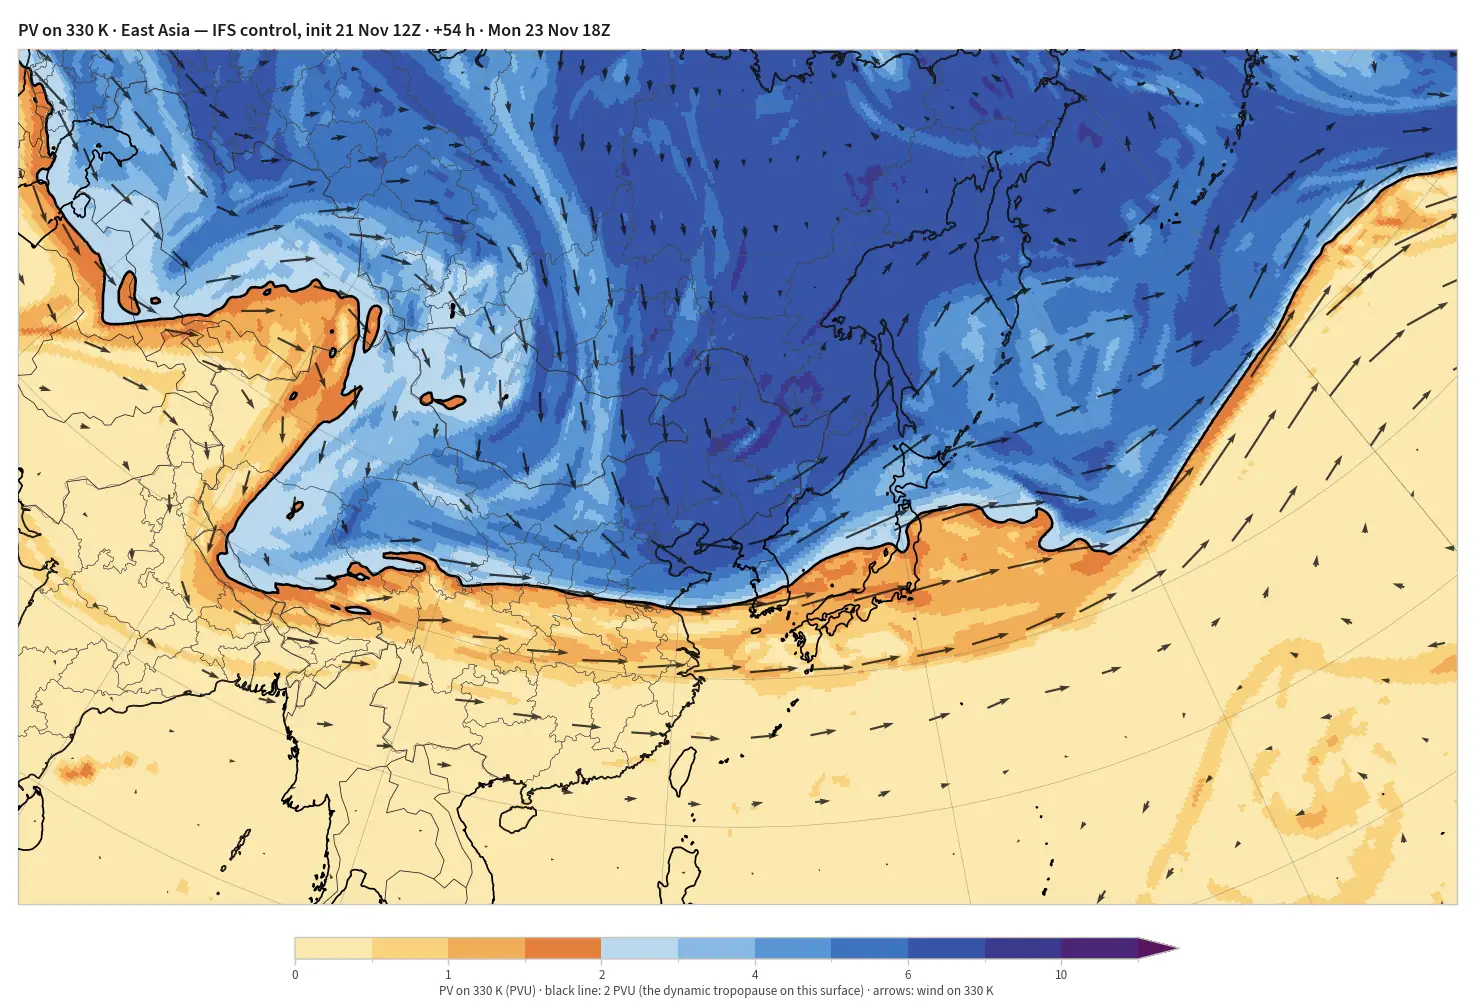 PV on 330 K · East Asia — IFS control, init 21 Nov 12Z · +54 h · Mon 23 Nov 18Z
0 1 2 4 6 10
PV on 330 K (PVU) · black line: 2 PVU (the dynamic tropopause on this surface) · arrows: wind on 330 K